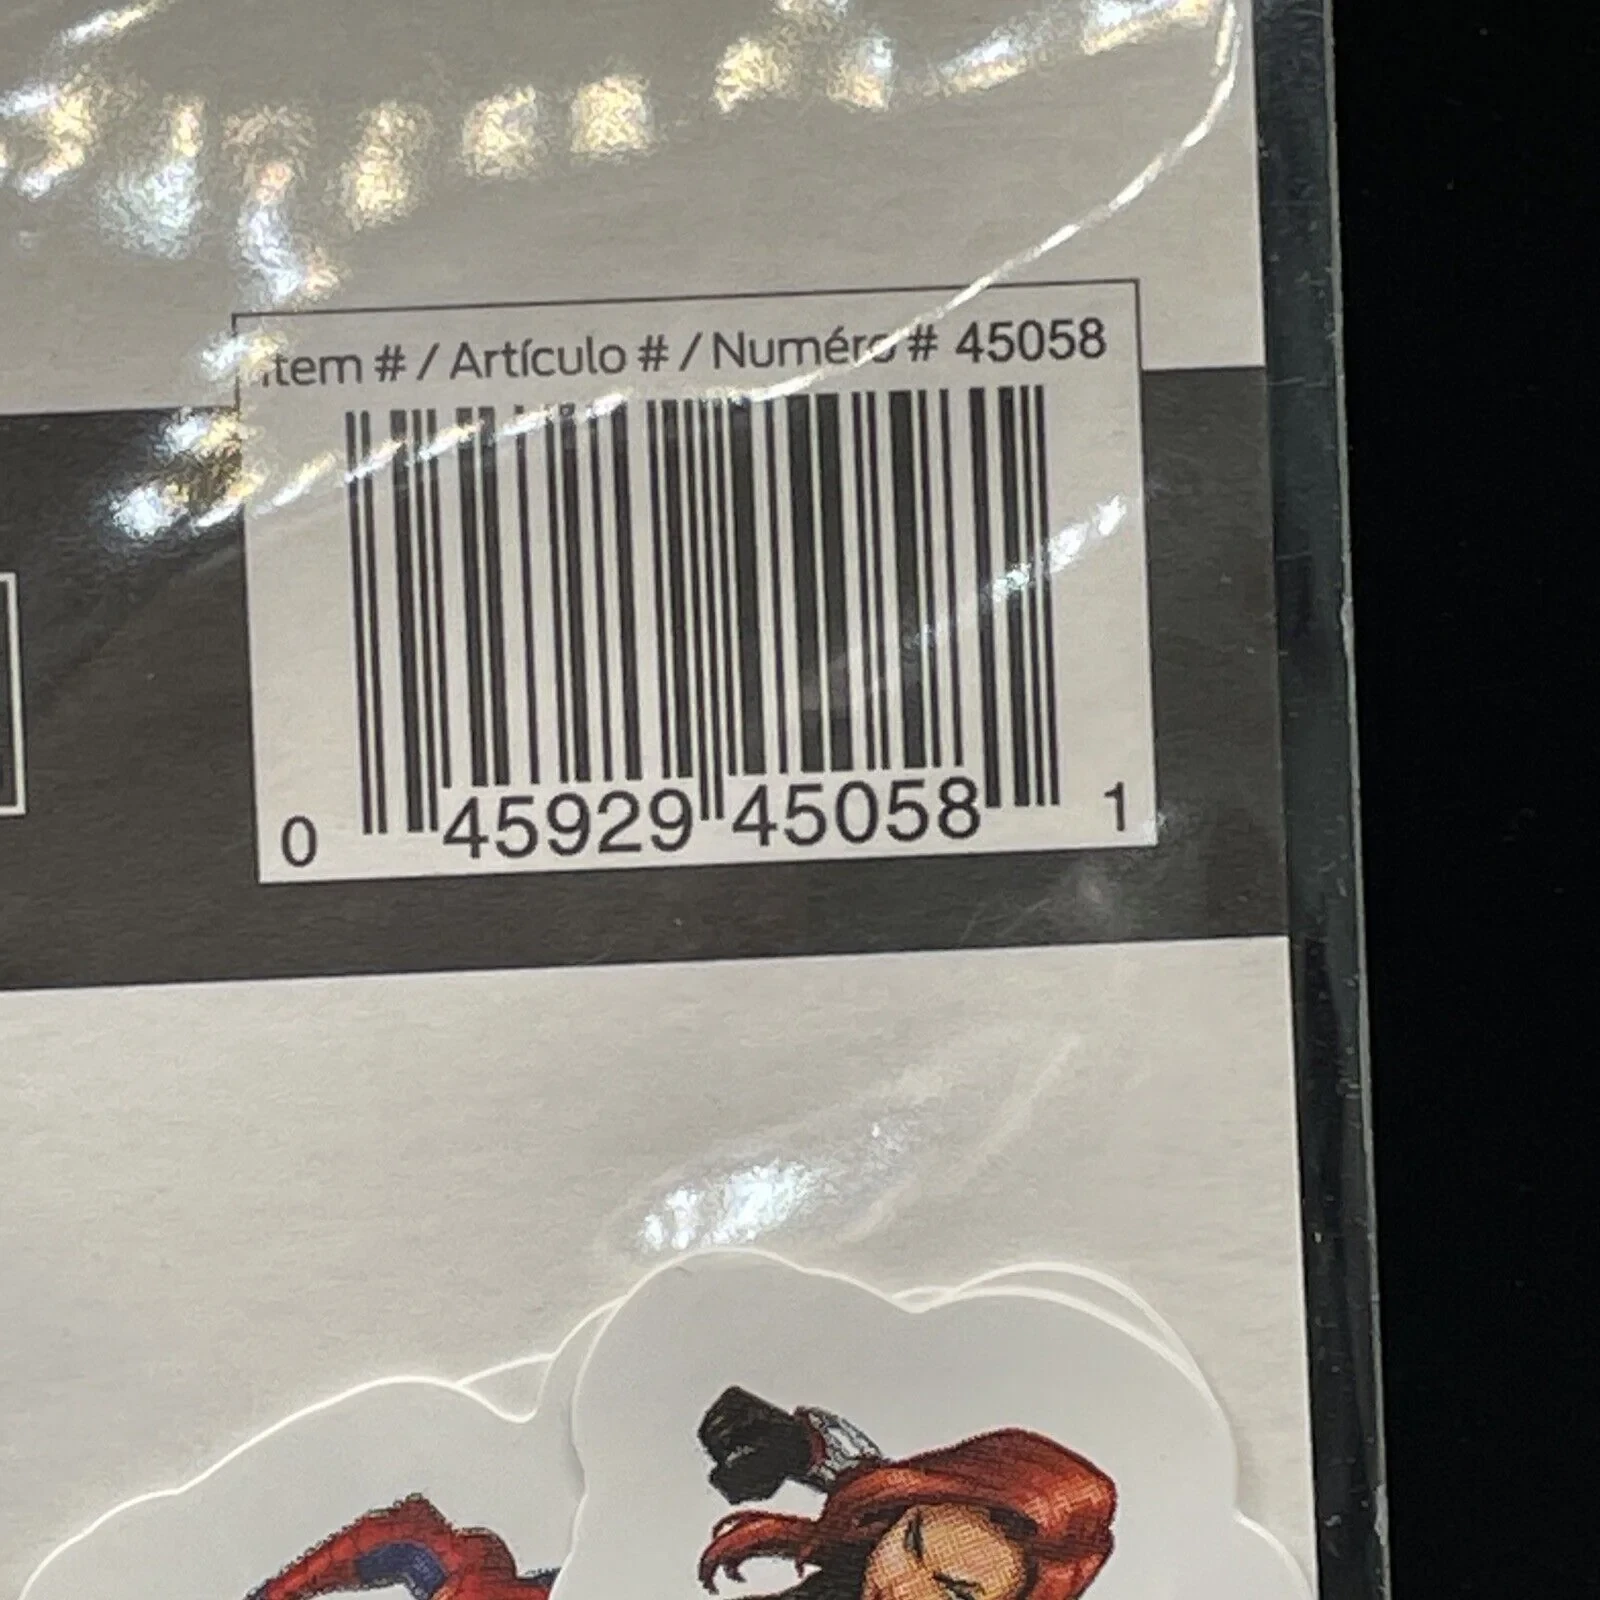 Item # / Artículo # / Numéro # 45058
0 45929 45058 1